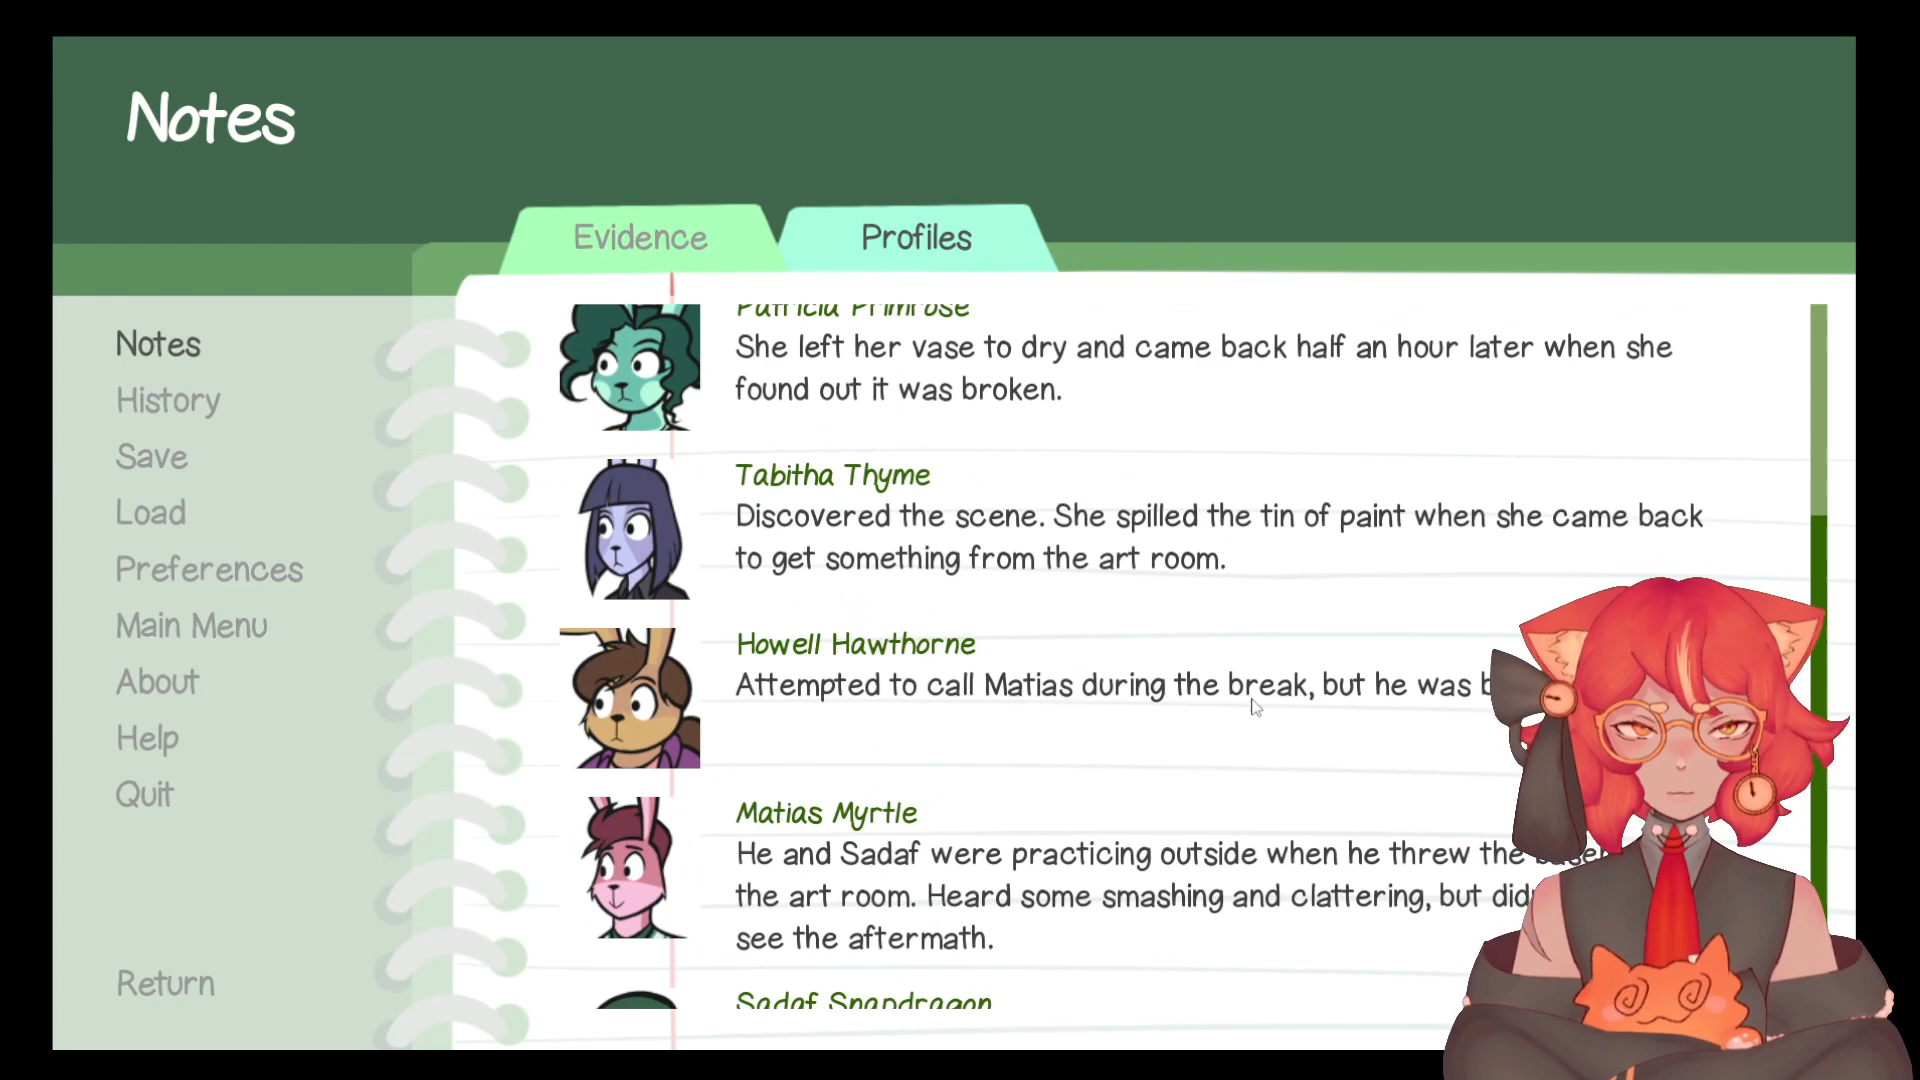 Notes
Evidence
Profiles
Notes
History
Save
Load
Preferences
Main Menu
About
Help
Quit
Return
Patricia Primrose
She left her vase to dry and came back half an hour later when she
found out it was broken.
Tabitha Thyme
Discovered the scene. She spilled the tin of paint when she came back
to get something from the art room.
Howell Hawthorne
Attempted to call Matias during the break, but he was
Matias Myrtle
He and Sadaf were practicing outside when he threw the
the art room. Heard some smashing and clattering, but
see the aftermath.
Sadaf Snapdragon